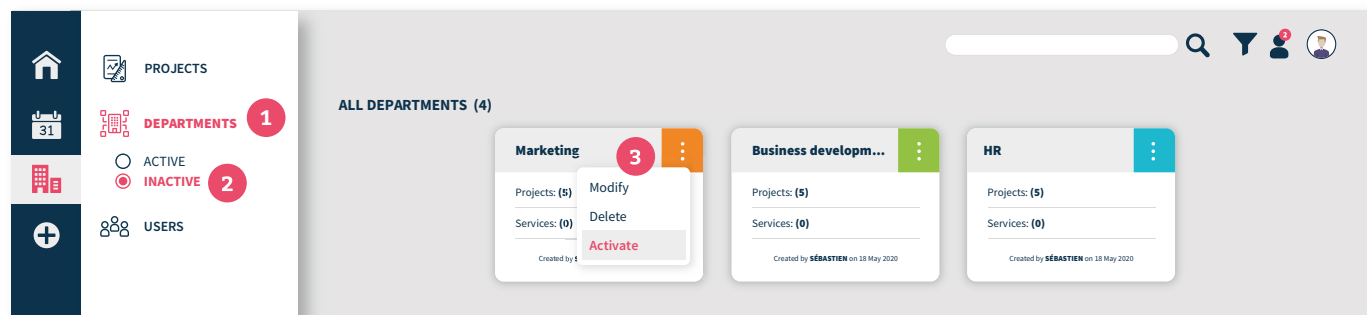 2
PROJECTS
ALL DEPARTMENTS (4)
31
DEPARTMENTS 1
ACTIVE
INACTIVE 2
USERS
Marketing 3
Projects: (5)
Services: (0)
Created by
Modify
Delete
Activate
Business developm...
Projects: (5)
Services: (0)
Created by SÉBASTIEN on 18 May 2020
HR
Projects: (5)
Services: (0)
Created by SÉBASTIEN on 18 May 2020